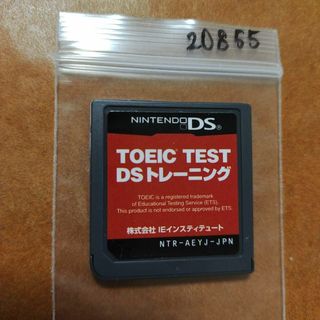 20865
NINTENDO DS
TOEIC TEST
DSトレーニング
TOEIC is a registered trademark
of Educational Testing Service (ETS).
This product is not endorsed or approved by ETS.
株式会社 IEインスティテュート
NTR-AEYJ-JPN